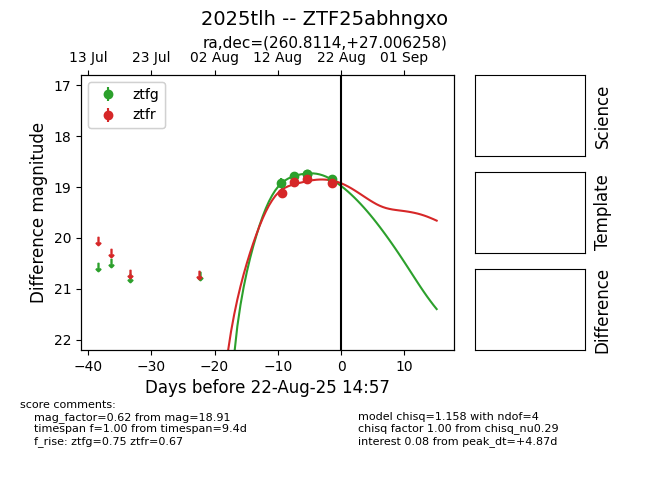 2025tlh -- ZTF25abhngxo
ra,dec=(260.8114,+27.006258)
13 Jul 23 Jul 02 Aug 12 Aug 22 Aug 01 Sep
ztfg
ztfr
17
18
19
20
21
22
Difference magnitude
−40 −30 −20 −10 0 10
Days before 22-Aug-25 14:57
Science
Template
Difference
score comments:
mag_factor=0.62 from mag=18.91
timespan f=1.00 from timespan=9.4d
f_rise: ztfg=0.75 ztfr=0.67
model chisq=1.158 with ndof=4
chisq factor 1.00 from chisq_nu0.29
interest 0.08 from peak_dt=+4.87d